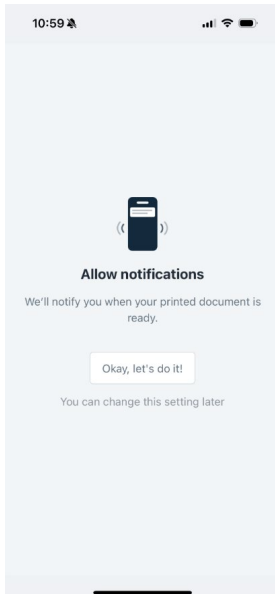 10:59
Allow notifications
We'll notify you when your printed document is
ready.
Okay, let's do it!
You can change this setting later